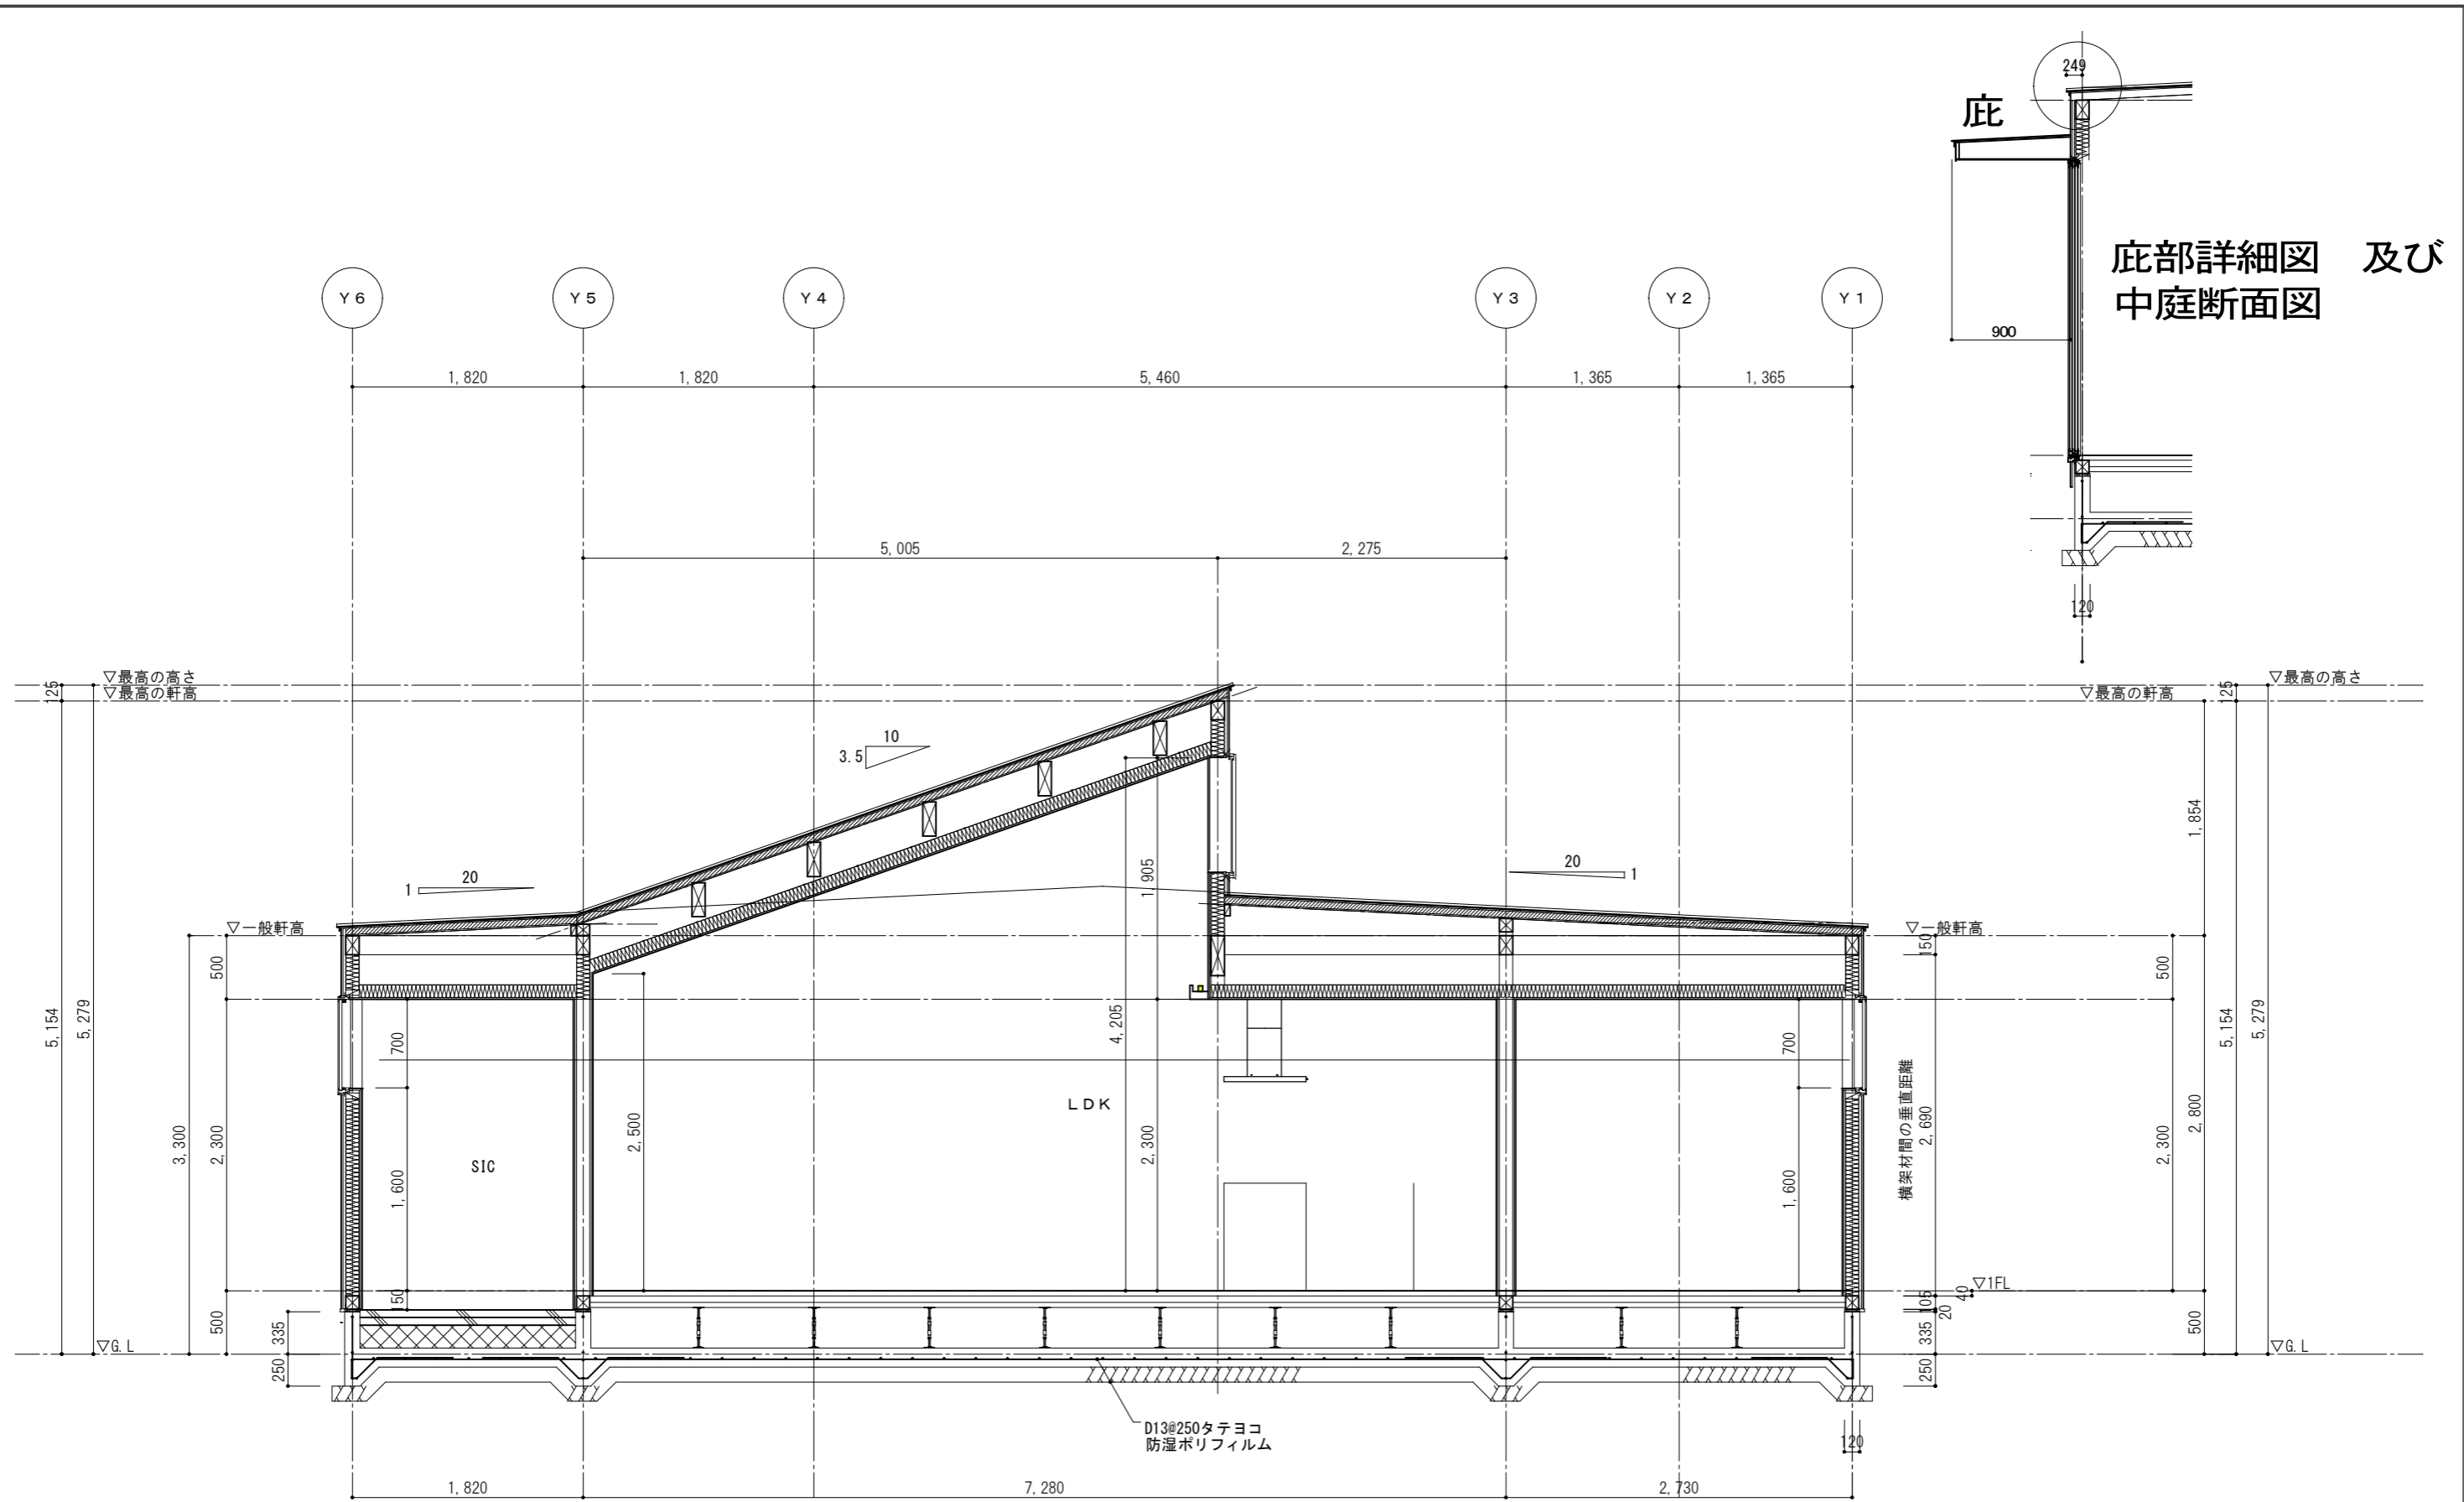 249
庇
庇部詳細図 及び
中庭断面図
900
120
Y6
Y5
Y4
Y3
Y2
Y1
1,820
1,820
5,460
1,365
1,365
5,005
2,275
▽最高の高さ
▽最高の軒高
125
▽最高の高さ
▽最高の軒高
125
10
3.5
1,854
20
1
20
1
1,905
▽一般軒高
▽一般軒高
150
500
500
5,154
5,279
3,300
2,300
700
1,600
SIC
2,500
4,205
2,300
LDK
700
1,600
横架材間の垂直距離
2,690
2,300
2,800
5,154
5,279
150
▽1FL
40
105
20
500
335
335
500
▽G.L
▽G.L
250
250
D13@250タテヨコ
防湿ポリフィルム
120
1,820
7,280
2,730